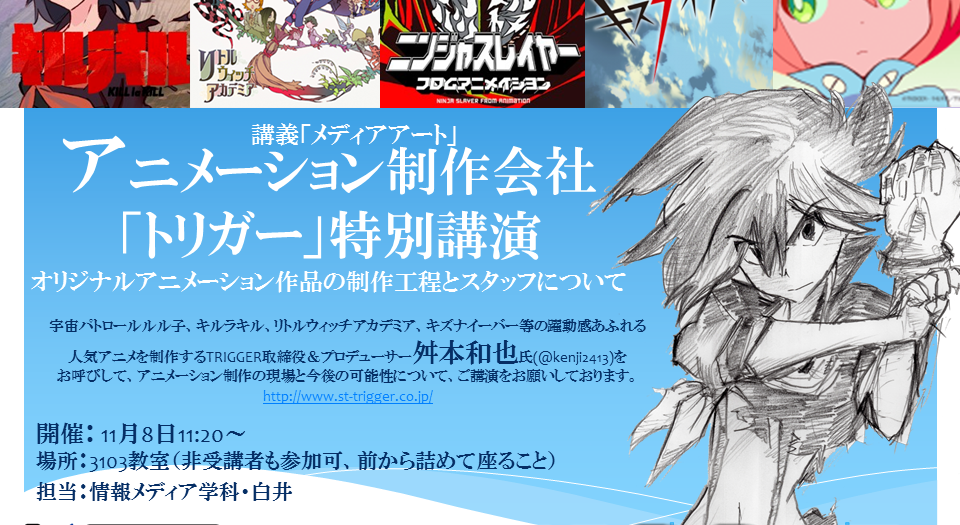 キルラキル
KILL la KILL
リトル
ウィッチ
アカデミア
ニンジャスレイヤー
フロムアニメイション
NINJA SLAYER FROM ANIMATION
キズナイーバー
講義「メディアアート」
アニメーション制作会社
「トリガー」特別講演
オリジナルアニメーション作品の制作工程とスタッフについて
宇宙パトロールルル子、キルラキル、リトルウィッチアカデミア、キズナイーバー等の躍動感あふれる
人気アニメを制作するTRIGGER取締役＆プロデューサー舛本和也氏(@kenji2413)を
お呼びして、アニメーション制作の現場と今後の可能性について、ご講演をお願いしております。
http://www.st-trigger.co.jp/
開催： 11月8日11:20～
場所：3103教室（非受講者も参加可、前から詰めて座ること）
担当：情報メディア学科・白井